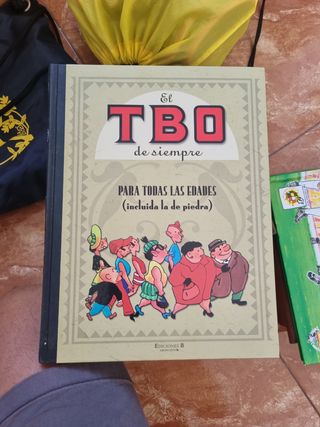 El
TBO
de siempre
PARA TODAS LAS EDADES
(incluida la de piedra)
EDICIONES B